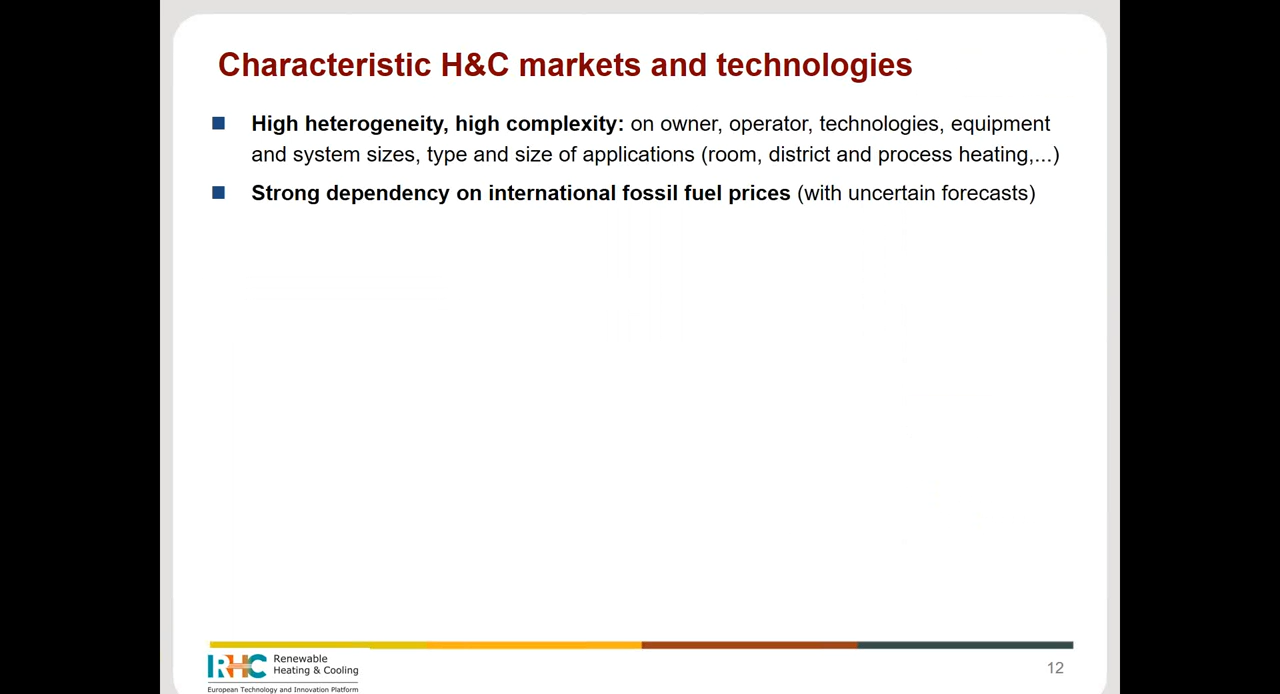 Characteristic H&C markets and technologies
High heterogeneity, high complexity: on owner, operator, technologies, equipment
and system sizes, type and size of applications (room, district and process heating,...)
Strong dependency on international fossil fuel prices (with uncertain forecasts)
RHC Renewable
Heating & Cooling
European Technology and Innovation Platform
12